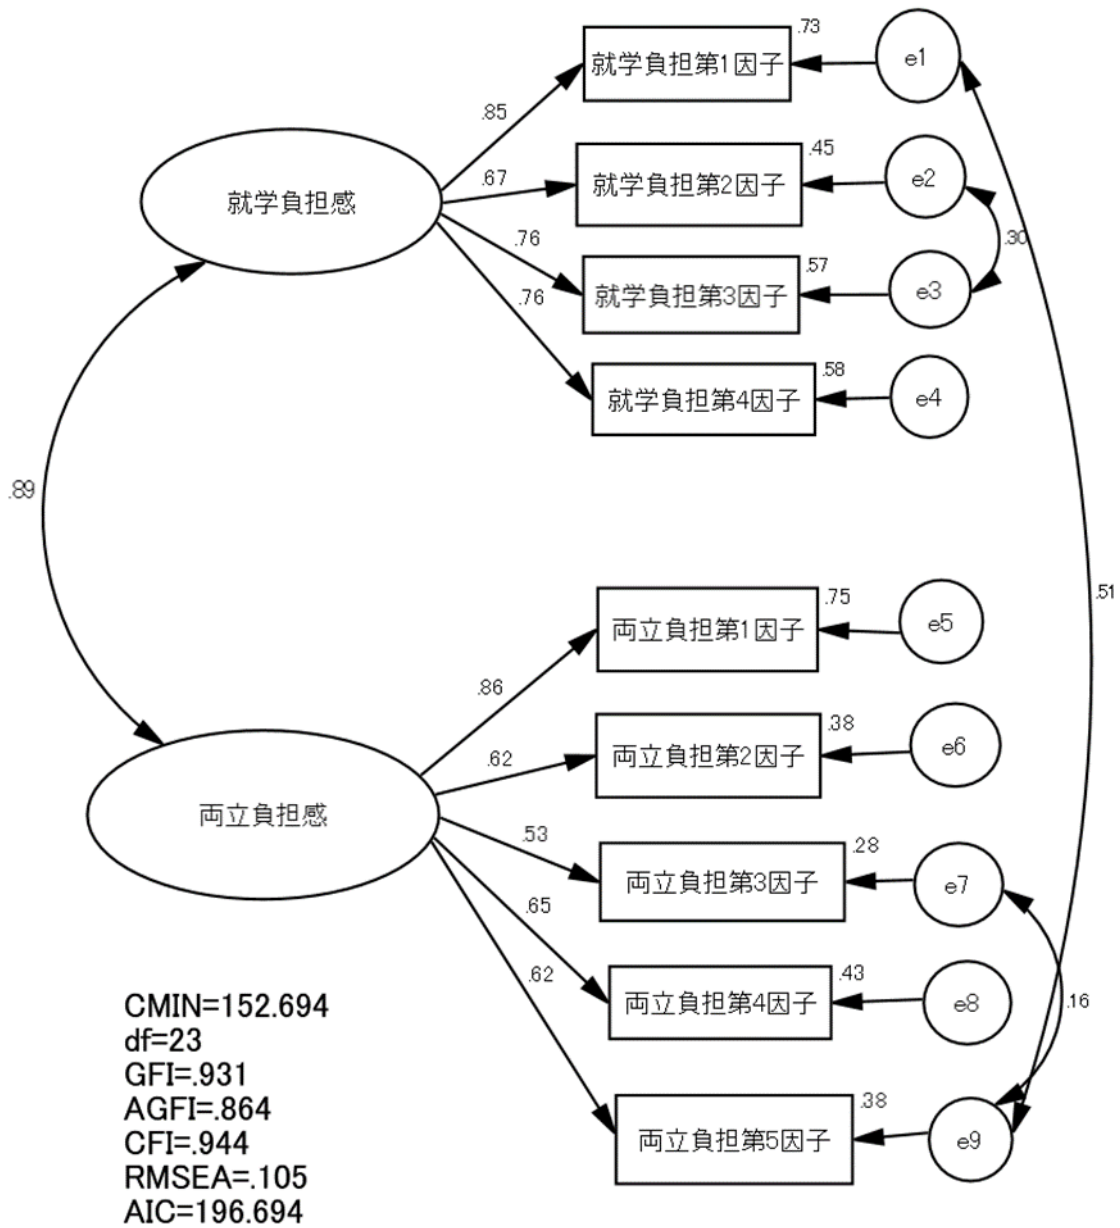 .73
就学負担第1因子
e1
.85
.45
就学負担第2因子
e2
.67
就学負担感
.30
.76
.57
就学負担第3因子
e3
.76
.58
就学負担第4因子
e4
.89
.51
.75
両立負担第1因子
e5
.86
.38
両立負担第2因子
e6
.62
両立負担感
.53
.28
両立負担第3因子
e7
.65
.43
両立負担第4因子
e8
.62
.16
.38
両立負担第5因子
e9
CMIN=152.694
df=23
GFI=.931
AGFI=.864
CFI=.944
RMSEA=.105
AIC=196.694